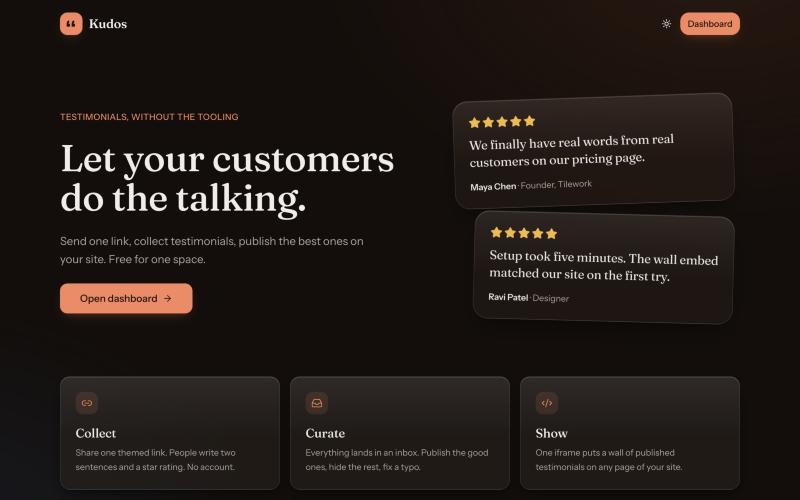 Kudos
Dashboard
TESTIMONIALS, WITHOUT THE TOOLING
Let your customers
do the talking.
Send one link, collect testimonials, publish the best ones on
your site. Free for one space.
Open dashboard →
We finally have real words from real
customers on our pricing page.
Maya Chen · Founder, Tilework
Setup took five minutes. The wall embed
matched our site on the first try.
Ravi Patel · Designer
Collect
Share one themed link. People write two
sentences and a star rating. No account.
Curate
Everything lands in an inbox. Publish the good
ones, hide the rest, fix a typo.
Show
One iframe puts a wall of published
testimonials on any page of your site.